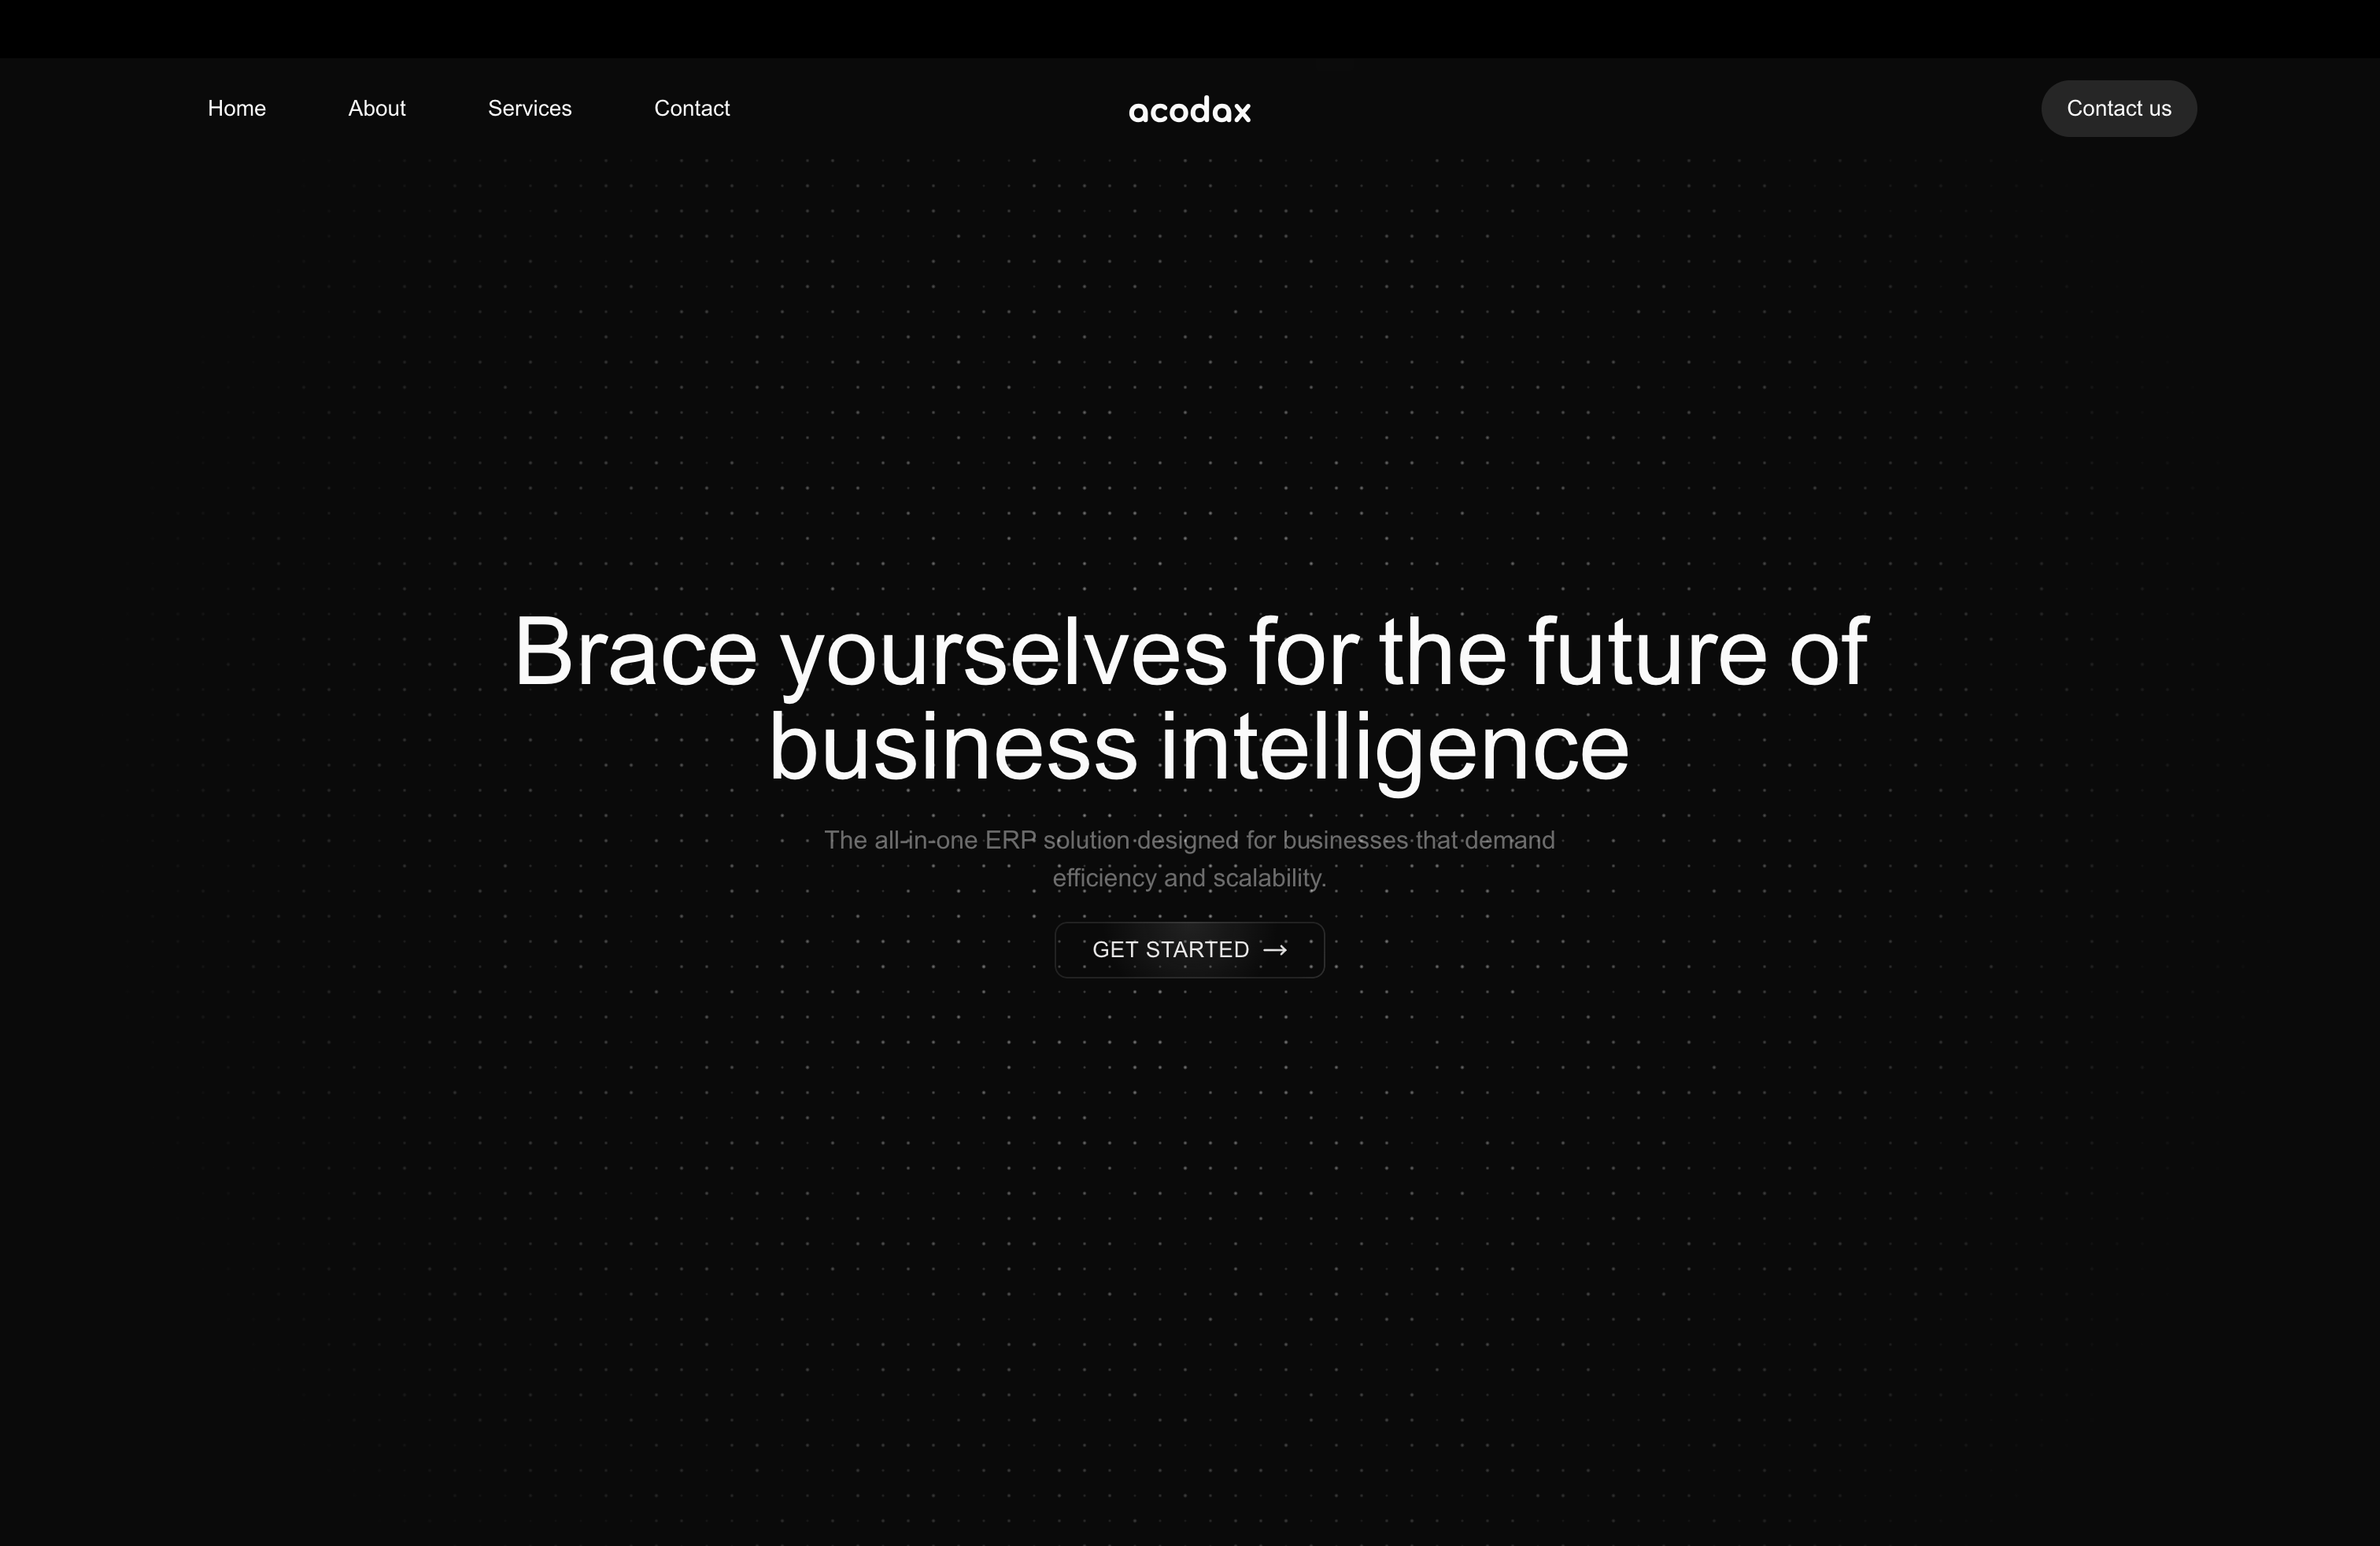 Home
About
Services
Contact
acodax
Contact us
Brace yourselves for the future of
business intelligence
The all-in-one ERP solution designed for businesses that demand
efficiency and scalability.
GET STARTED →